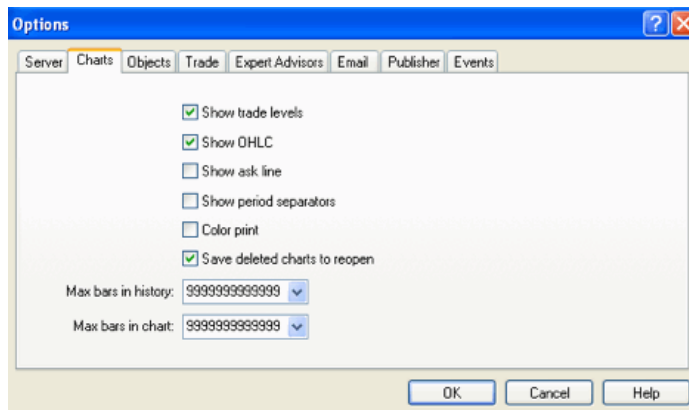 Options
Server Charts Objects Trade Expert Advisors Email Publisher Events
Show trade levels
Show OHLC
Show ask line
Show period separators
Color print
Save deleted charts to reopen
Max bars in history: 9999999999999
Max bars in chart: 9999999999999
OK Cancel Help